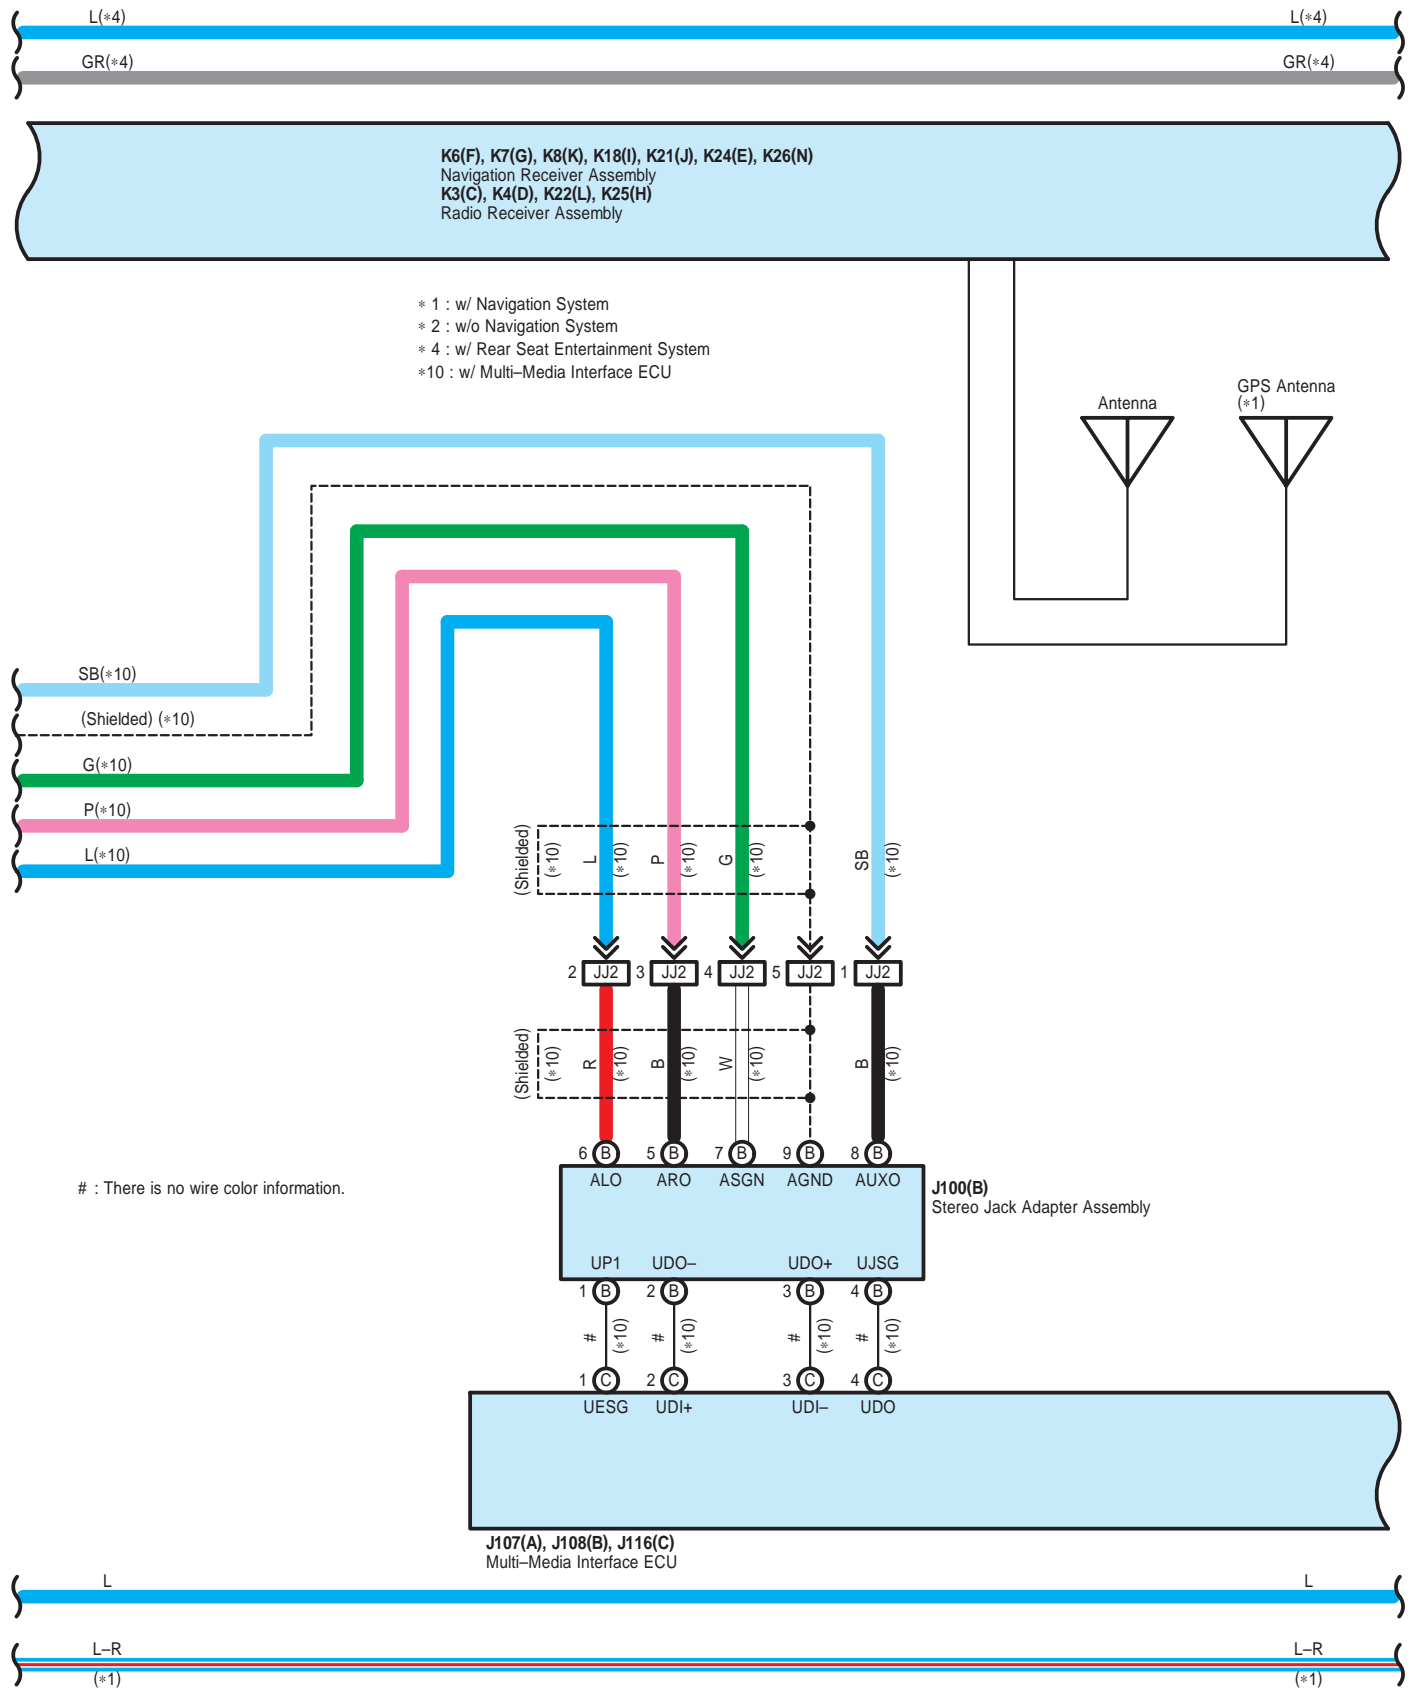 L(*4) L(*4)
GR(*4) GR(*4)
K6(F), K7(G), K8(K), K18(I), K21(J), K24(E), K26(N)
Navigation Receiver Assembly
K3(C), K4(D), K22(L), K25(H)
Radio Receiver Assembly
* 1 : w/ Navigation System
* 2 : w/o Navigation System
* 4 : w/ Rear Seat Entertainment System
*10 : w/ Multi–Media Interface ECU
Antenna
GPS Antenna
(*1)
SB(*10)
(Shielded) (*10)
G(*10)
P(*10)
L(*10)
(Shielded) (*10) L (*10) P (*10) G (*10) SB (*10)
2 JJ2 3 JJ2 4 JJ2 5 JJ2 1 JJ2
(Shielded) (*10) R (*10) B (*10) W (*10) B (*10)
6 B 5 B 7 B 9 B 8 B
ALO ARO ASGN AGND AUXO
# : There is no wire color information.
J100(B)
Stereo Jack Adapter Assembly
UP1 UDO– UDO+ UJSG
1 B 2 B 3 B 4 B
# (*10) # (*10) # (*10) # (*10)
1 C 2 C 3 C 4 C
UESG UDI+ UDI– UDO
J107(A), J108(B), J116(C)
Multi–Media Interface ECU
L L
L–R L–R
(*1) (*1)